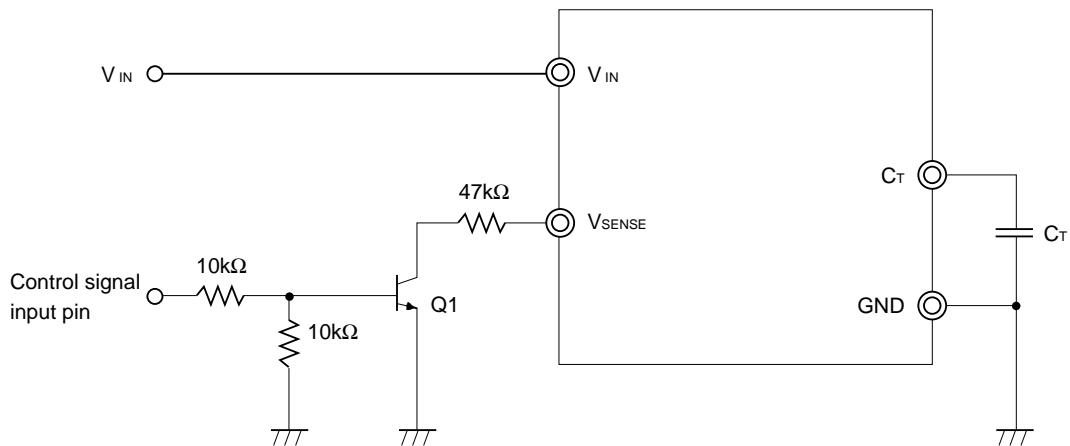 V IN
V IN
CT
47kΩ
VSENSE
CT
10kΩ
Control signal
input pin
Q1
GND
10kΩ